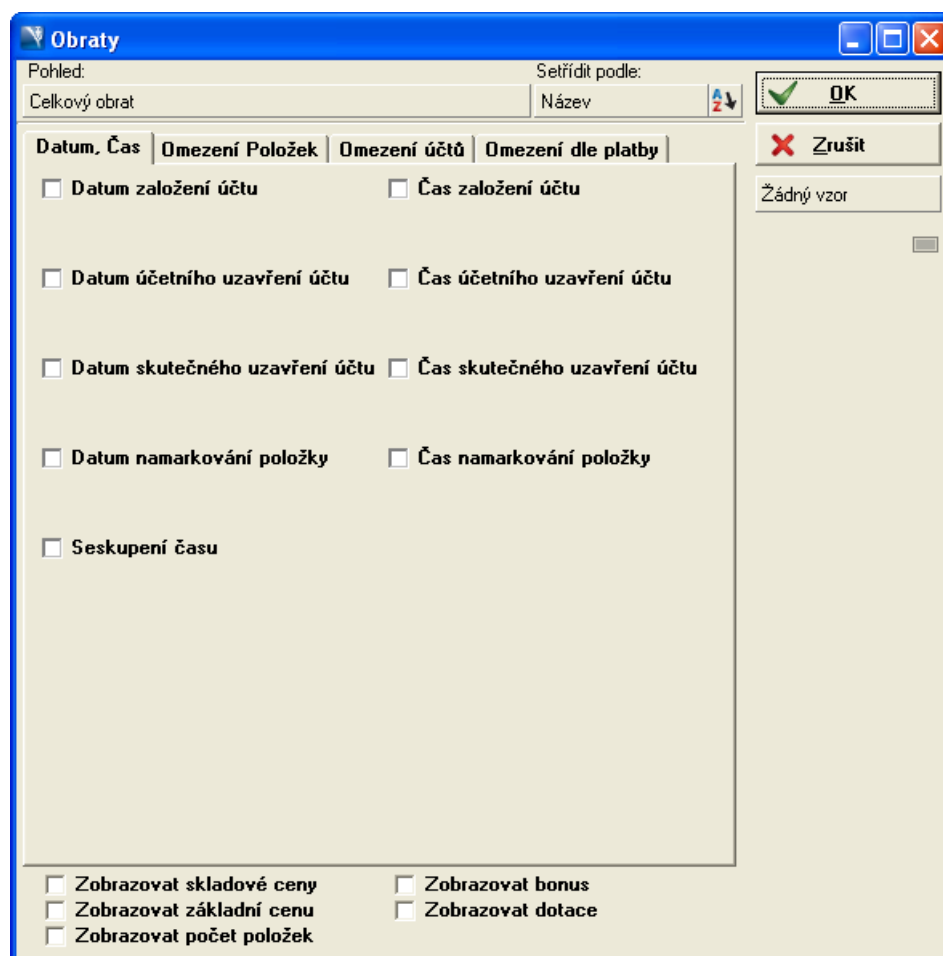 Obraty
Pohled: Setřídit podle:
Celkový obrat Název OK
Datum, Čas Omezení Položek Omezení účtů Omezení dle platby Zrušit
Datum založení účtu Čas založení účtu Žádný vzor
Datum účetního uzavření účtu Čas účetního uzavření účtu
Datum skutečného uzavření účtu Čas skutečného uzavření účtu
Datum namarkování položky Čas namarkování položky
Seskupení času
Zobrazovat skladové ceny Zobrazovat bonus
Zobrazovat základní cenu Zobrazovat dotace
Zobrazovat počet položek